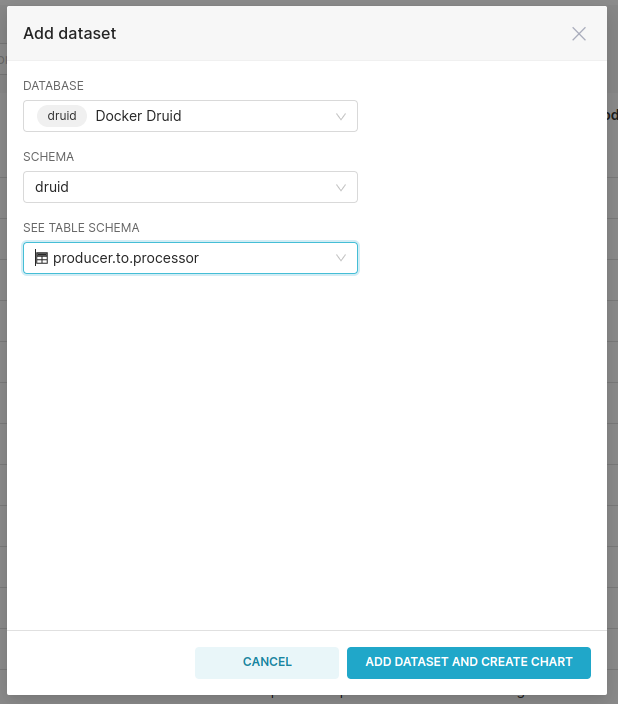 Add dataset
DATABASE
druid Docker Druid
SCHEMA
druid
SEE TABLE SCHEMA
producer.to.processor
CANCEL
ADD DATASET AND CREATE CHART